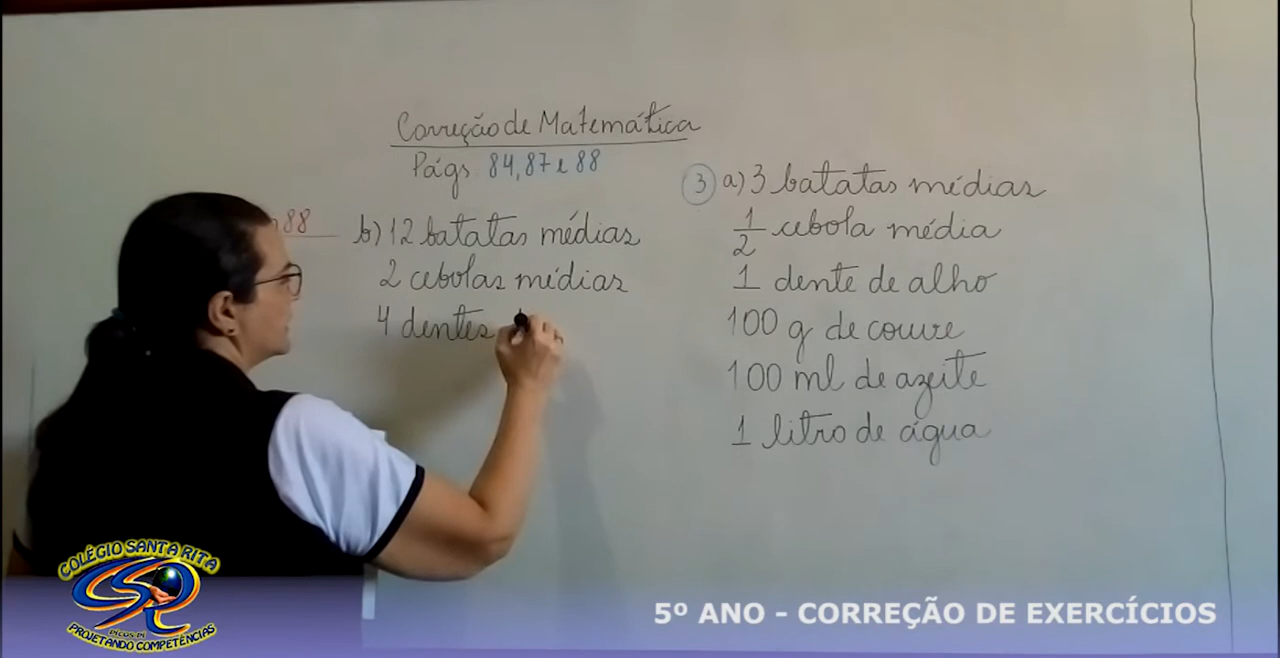 Correção de Matemática
Págs 84,87 e 88
88
b) 12 batatas médias
2 cebolas médias
4 dentes
3 a) 3 batatas médias
1/2 cebola média
1 dente de alho
100 g de couve
100 ml de azeite
1 litro de água
COLÉGIO SANTA RITA
PICOS-PI
PROJETANDO COMPETÊNCIAS
5º ANO - CORREÇÃO DE EXERCÍCIOS